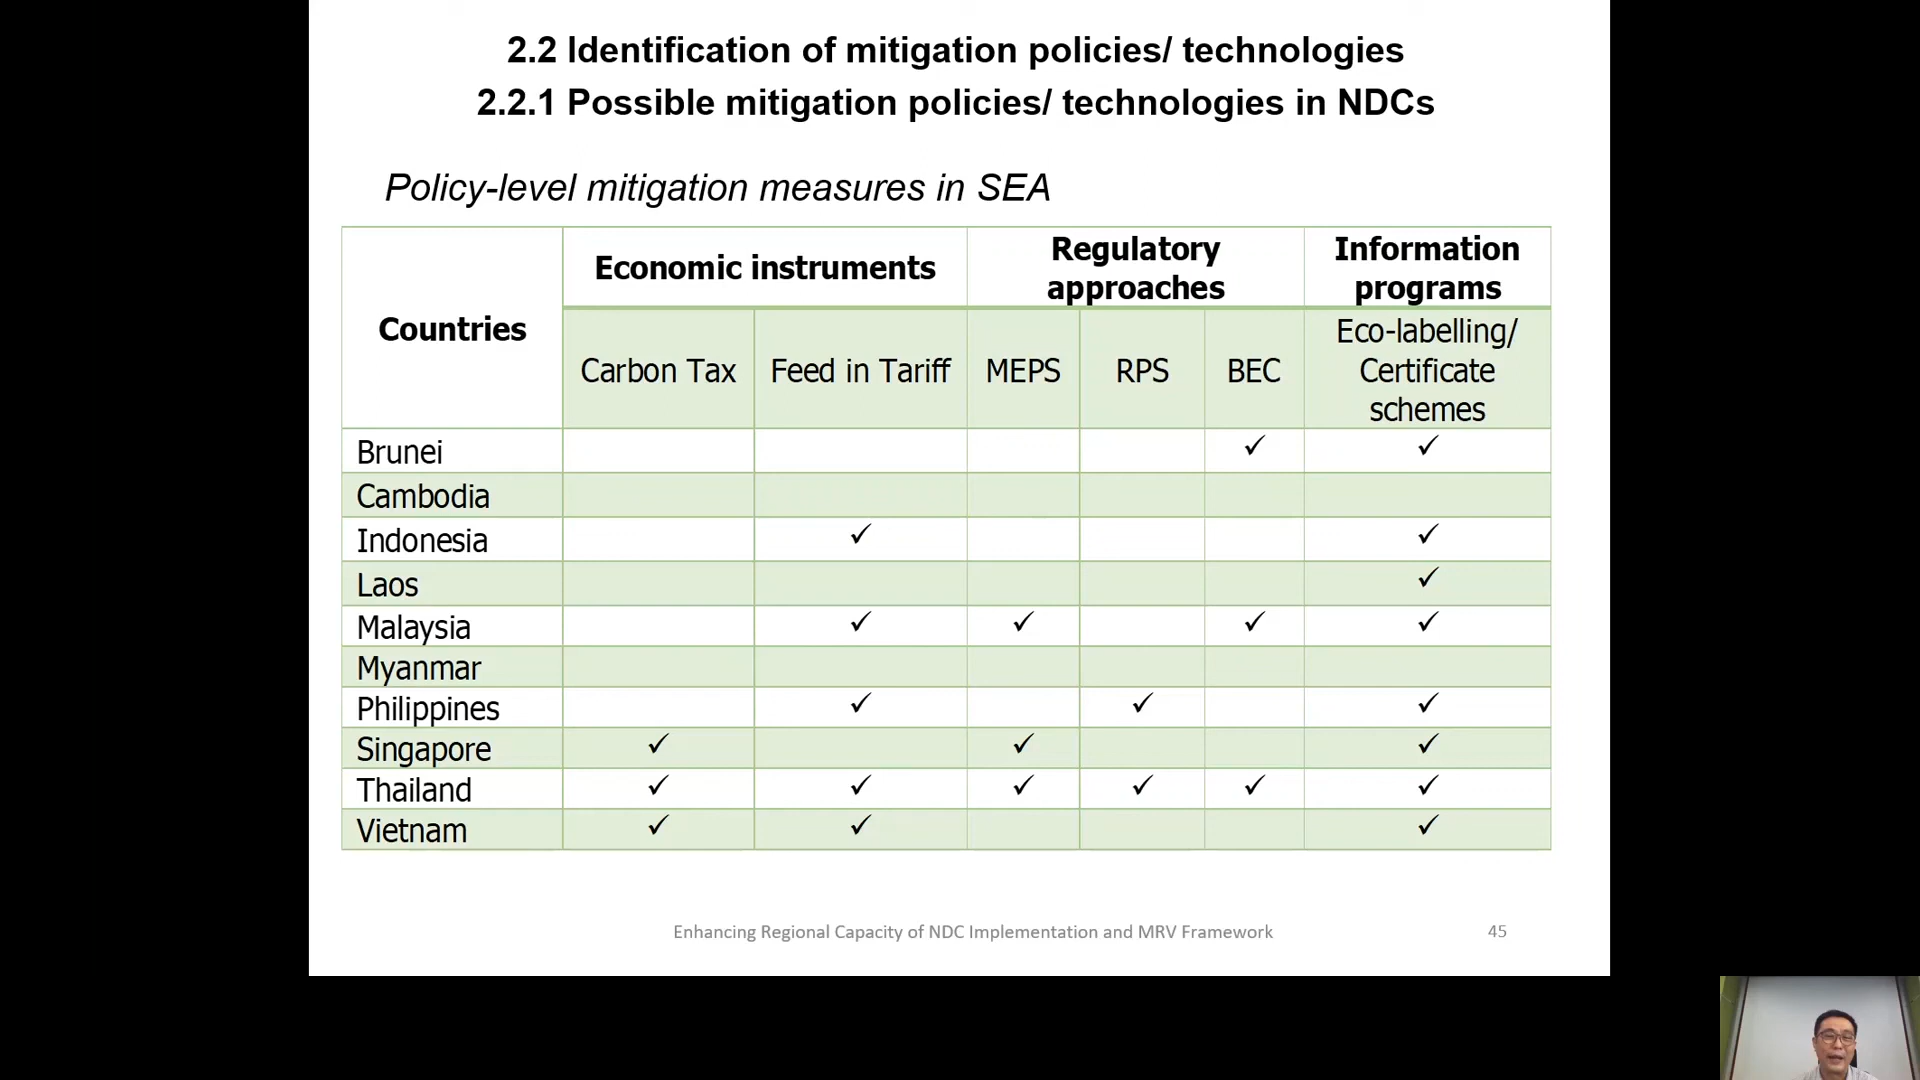 2.2 Identification of mitigation policies/ technologies
2.2.1 Possible mitigation policies/ technologies in NDCs
Policy-level mitigation measures in SEA
Countries
Economic instruments
Regulatory
approaches
Information
programs
Carbon Tax
Feed in Tariff
MEPS
RPS
BEC
Eco-labelling/
Certificate
schemes
Brunei ✓ ✓
Cambodia
Indonesia ✓ ✓
Laos ✓
Malaysia ✓ ✓ ✓ ✓
Myanmar
Philippines ✓ ✓ ✓
Singapore ✓ ✓ ✓
Thailand ✓ ✓ ✓ ✓ ✓ ✓
Vietnam ✓ ✓ ✓
Enhancing Regional Capacity of NDC Implementation and MRV Framework
45